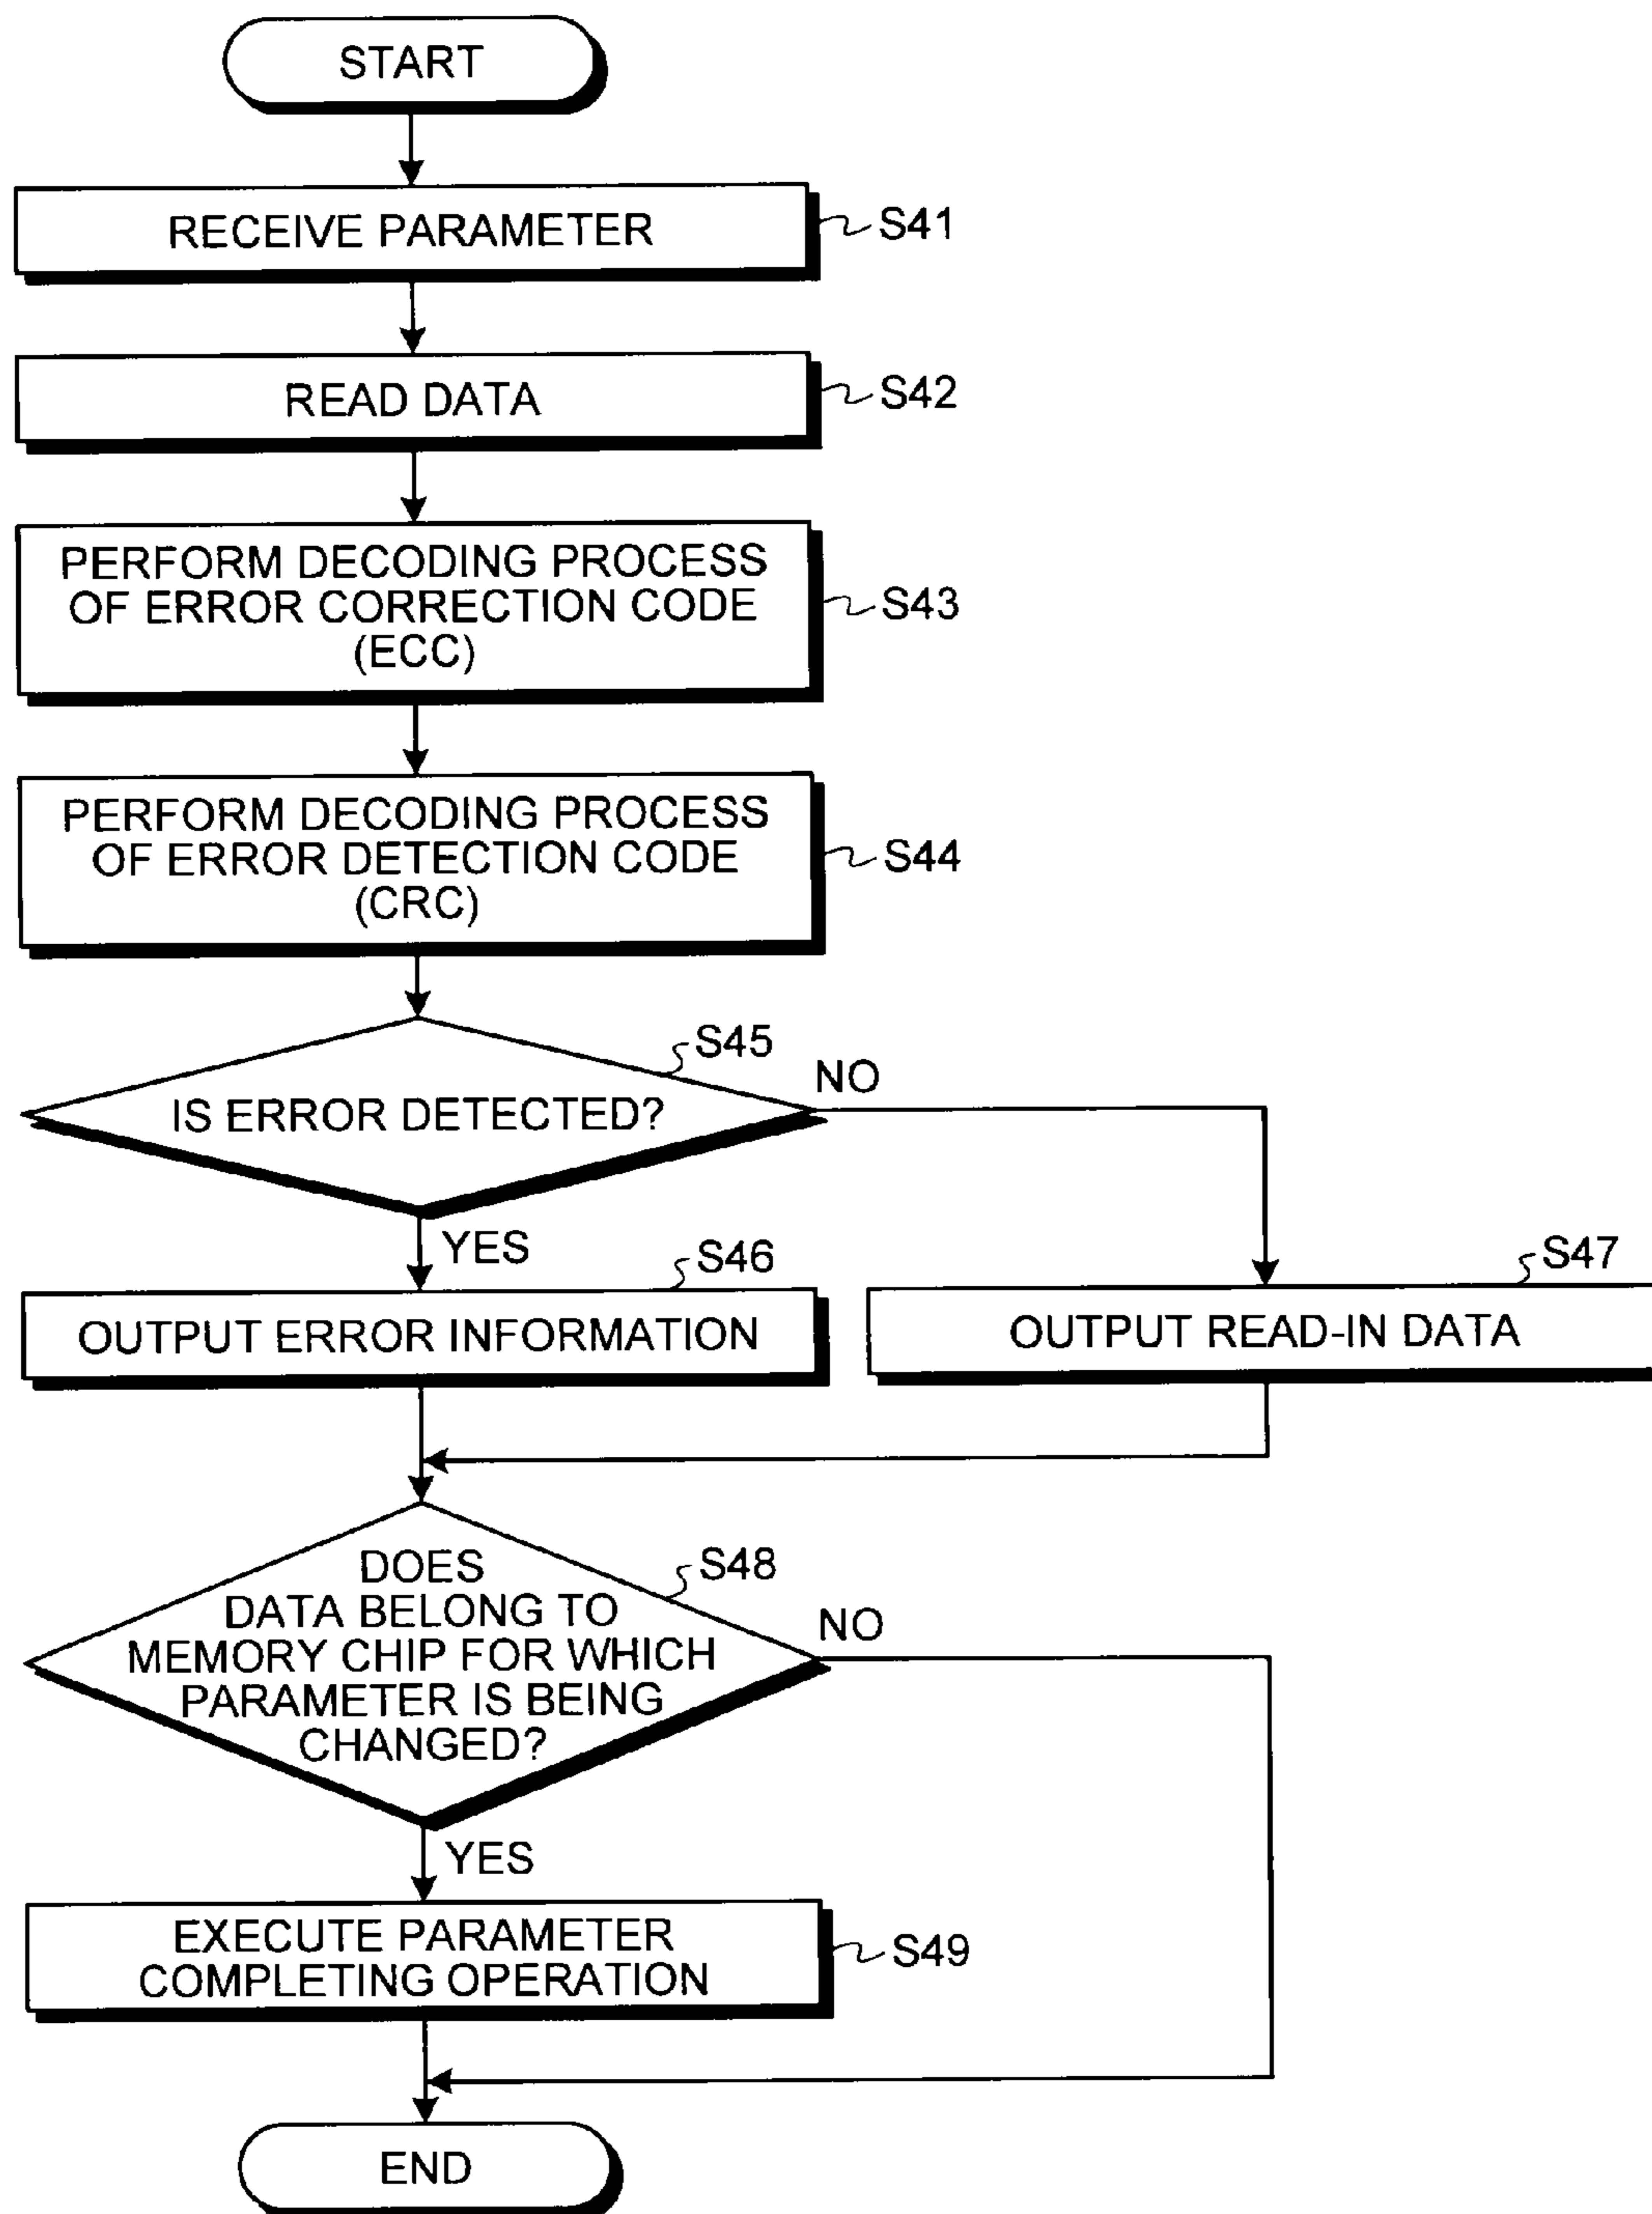 START
RECEIVE PARAMETER
S41
READ DATA
S42
PERFORM DECODING PROCESS
OF ERROR CORRECTION CODE
(ECC)
S43
PERFORM DECODING PROCESS
OF ERROR DETECTION CODE
(CRC)
S44
S45
IS ERROR DETECTED?
NO
YES
S46
OUTPUT ERROR INFORMATION
S47
OUTPUT READ-IN DATA
S48
DOES
DATA BELONG TO
MEMORY CHIP FOR WHICH
PARAMETER IS BEING
CHANGED?
NO
YES
EXECUTE PARAMETER
COMPLETING OPERATION
S49
END